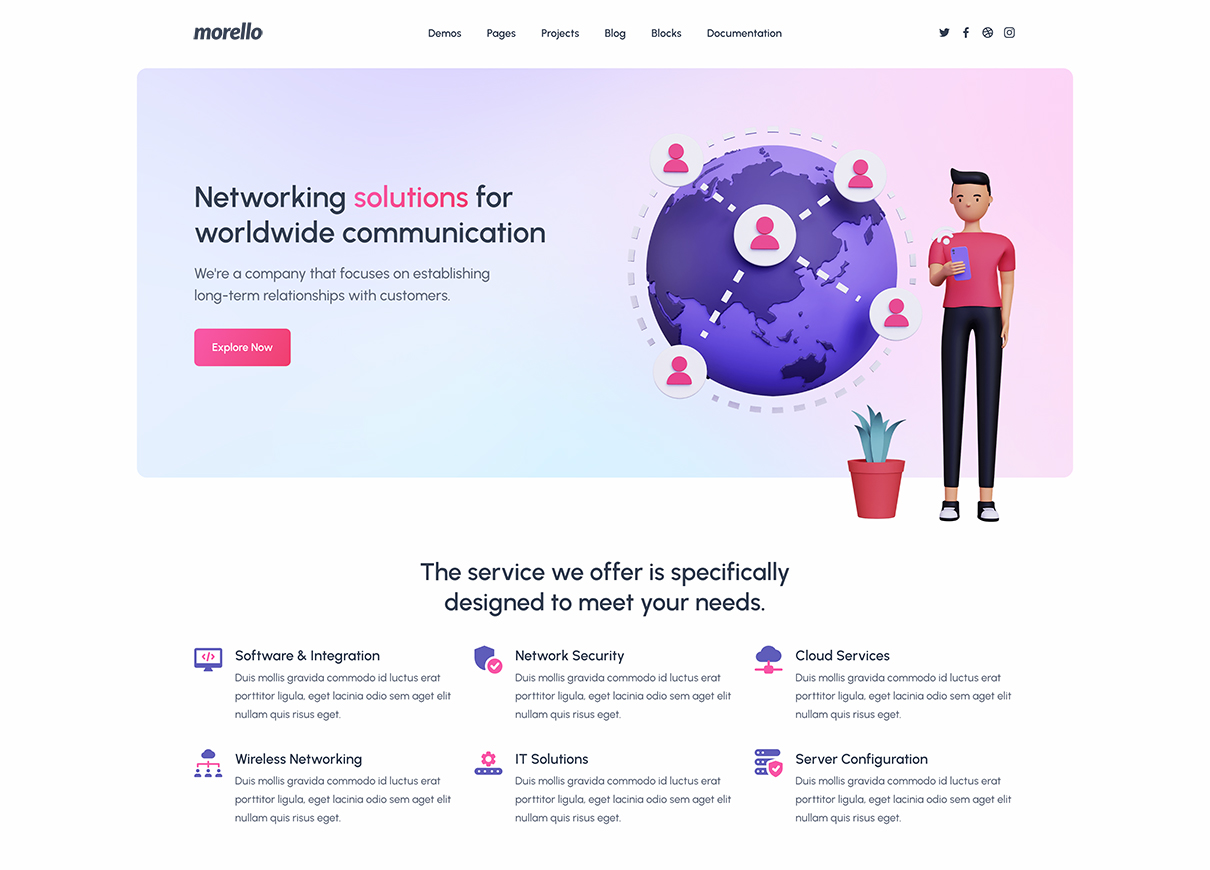 morello
Demos Pages Projects Blog Blocks Documentation
Networking solutions for
worldwide communication
We're a company that focuses on establishing
long-term relationships with customers.
Explore Now
The service we offer is specifically
designed to meet your needs.
Software & Integration
Duis mollis gravida commodo id luctus erat
porttitor ligula, eget lacinia odio sem aget elit
nullam quis risus eget.
Network Security
Duis mollis gravida commodo id luctus erat
porttitor ligula, eget lacinia odio sem aget elit
nullam quis risus eget.
Cloud Services
Duis mollis gravida commodo id luctus erat
porttitor ligula, eget lacinia odio sem aget elit
nullam quis risus eget.
Wireless Networking
Duis mollis gravida commodo id luctus erat
porttitor ligula, eget lacinia odio sem aget elit
nullam quis risus eget.
IT Solutions
Duis mollis gravida commodo id luctus erat
porttitor ligula, eget lacinia odio sem aget elit
nullam quis risus eget.
Server Configuration
Duis mollis gravida commodo id luctus erat
porttitor ligula, eget lacinia odio sem aget elit
nullam quis risus eget.